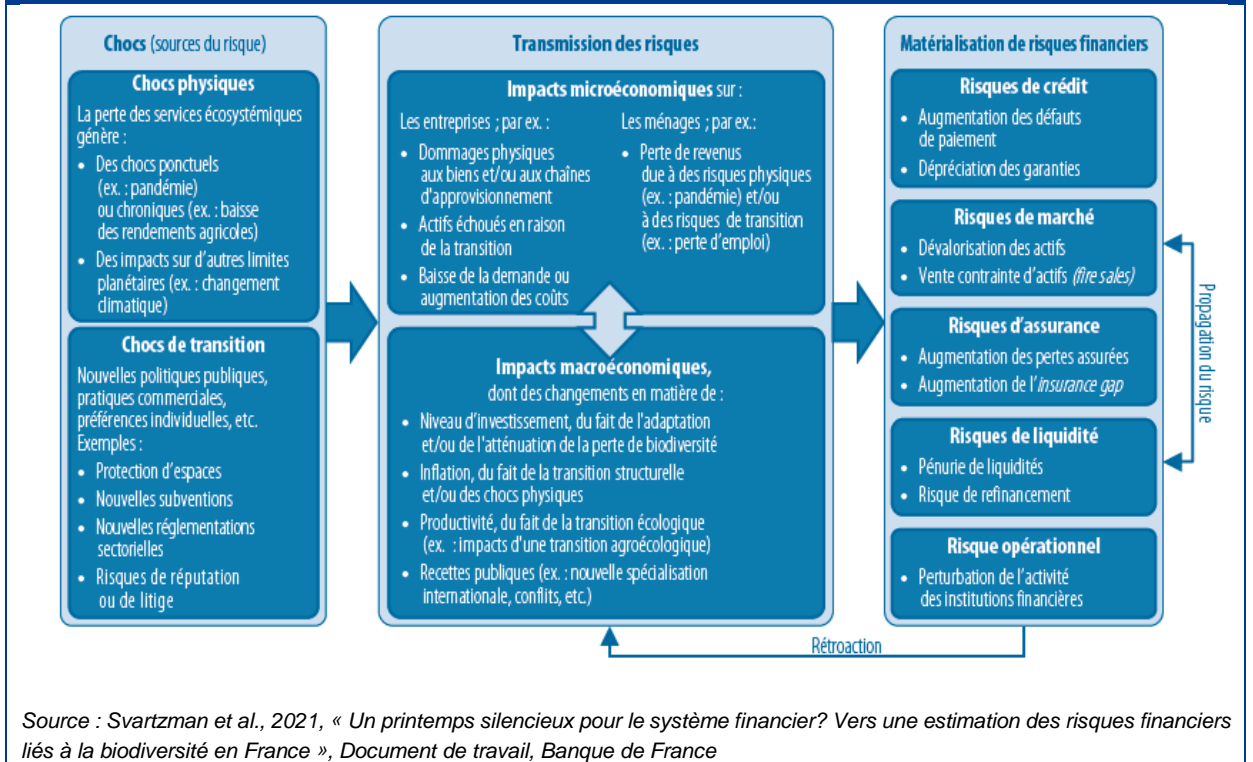 Chocs (sources du risque)
Chocs physiques
La perte des services écosystémiques
génère :
• Des chocs ponctuels
(ex. : pandémie)
ou chroniques (ex. : baisse
des rendements agricoles)
• Des impacts sur d'autres limites
planétaires (ex. : changement
climatique)
Chocs de transition
Nouvelles politiques publiques,
pratiques commerciales,
préférences individuelles, etc.
Exemples :
• Protection d'espaces
• Nouvelles subventions
• Nouvelles réglementations
sectorielles
• Risques de réputation
ou de litige
Transmission des risques
Impacts microéconomiques sur :
Les entreprises ; par ex. :
• Dommages physiques
aux biens et/ou aux chaînes
d'approvisionnement
• Actifs échoués en raison
de la transition
• Baisse de la demande ou
augmentation des coûts
Les ménages ; par ex.:
• Perte de revenus
due à des risques physiques
(ex. : pandémie) et/ou
à des risques de transition
(ex. : perte d'emploi)
Impacts macroéconomiques,
dont des changements en matière de :
• Niveau d'investissement, du fait de l'adaptation
et/ou de l'atténuation de la perte de biodiversité
• Inflation, du fait de la transition structurelle
et/ou des chocs physiques
• Productivité, du fait de la transition écologique
(ex. : impacts d'une transition agroécologique)
• Recettes publiques (ex. : nouvelle spécialisation
internationale, conflits, etc.)
Matérialisation de risques financiers
Risques de crédit
• Augmentation des défauts
de paiement
• Dépréciation des garanties
Risques de marché
• Dévalorisation des actifs
• Vente contrainte d'actifs (fire sales)
Risques d'assurance
• Augmentation des pertes assurées
• Augmentation de l'insurance gap
Risques de liquidité
• Pénurie de liquidités
• Risque de refinancement
Risque opérationnel
• Perturbation de l'activité
des institutions financières
Propagation du risque
Rétroaction
Source : Svartzman et al., 2021, « Un printemps silencieux pour le système financier? Vers une estimation des risques financiers
liés à la biodiversité en France », Document de travail, Banque de France